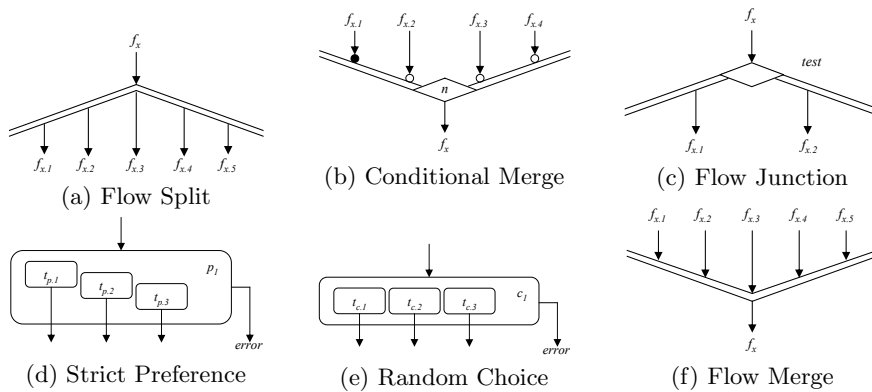 f_x
f_x.1 f_x.2 f_x.3 f_x.4 f_x.5
(a) Flow Split
f_x.1 f_x.2 f_x.3 f_x.4
n
f_x
(b) Conditional Merge
f_x
test
f_x.1 f_x.2
(c) Flow Junction
t_p.1 t_p.2 t_p.3 p_1
error
(d) Strict Preference
t_c.1 t_c.2 t_c.3 c_1
error
(e) Random Choice
f_x.1 f_x.2 f_x.3 f_x.4 f_x.5
f_x
(f) Flow Merge